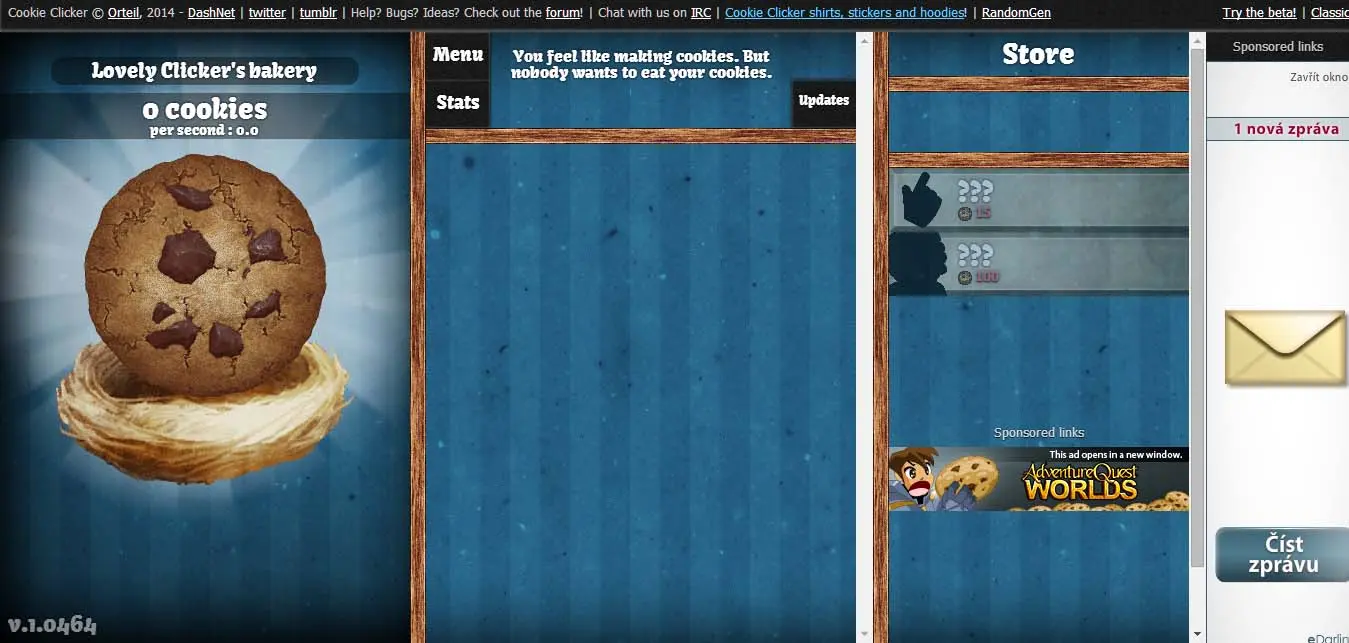 Cookie Clicker © Orteil, 2014 - DashNet | twitter | tumblr | Help? Bugs? Ideas? Check out the forum! | Chat with us on IRC | Cookie Clicker shirts, stickers and hoodies! | RandomGen
Try the beta! | Classic
Lovely Clicker's bakery
0 cookies
per second : 0.0
v.1.0464
Menu
Stats
You feel like making cookies. But
nobody wants to eat your cookies.
Updates
Store
???
15
???
100
Sponsored links
This ad opens in a new window.
AdventureQuest
WORLDS
Sponsored links
Zavřít okno
1 nová zpráva
Číst
zprávu
eDarlin